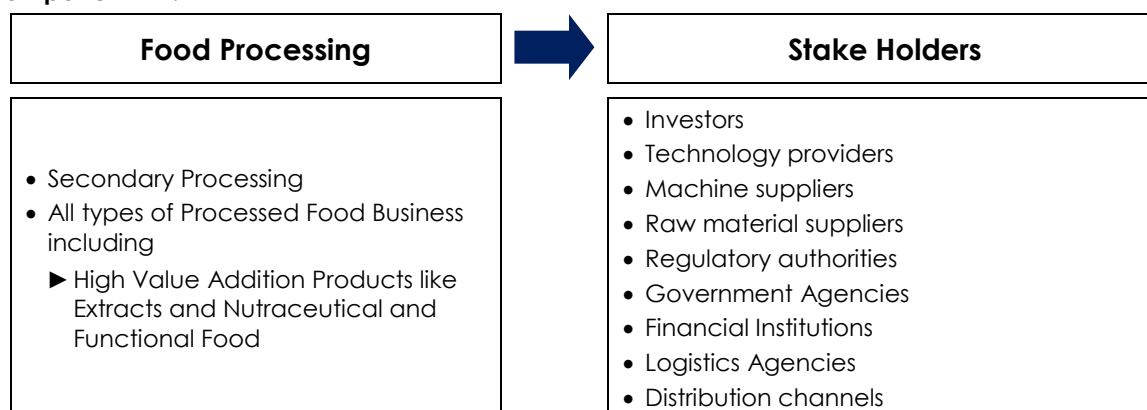 Food Processing
Stake Holders
• Secondary Processing
• All types of Processed Food Business
including
► High Value Addition Products like
Extracts and Nutraceutical and
Functional Food
• Investors
• Technology providers
• Machine suppliers
• Raw material suppliers
• Regulatory authorities
• Government Agencies
• Financial Institutions
• Logistics Agencies
• Distribution channels